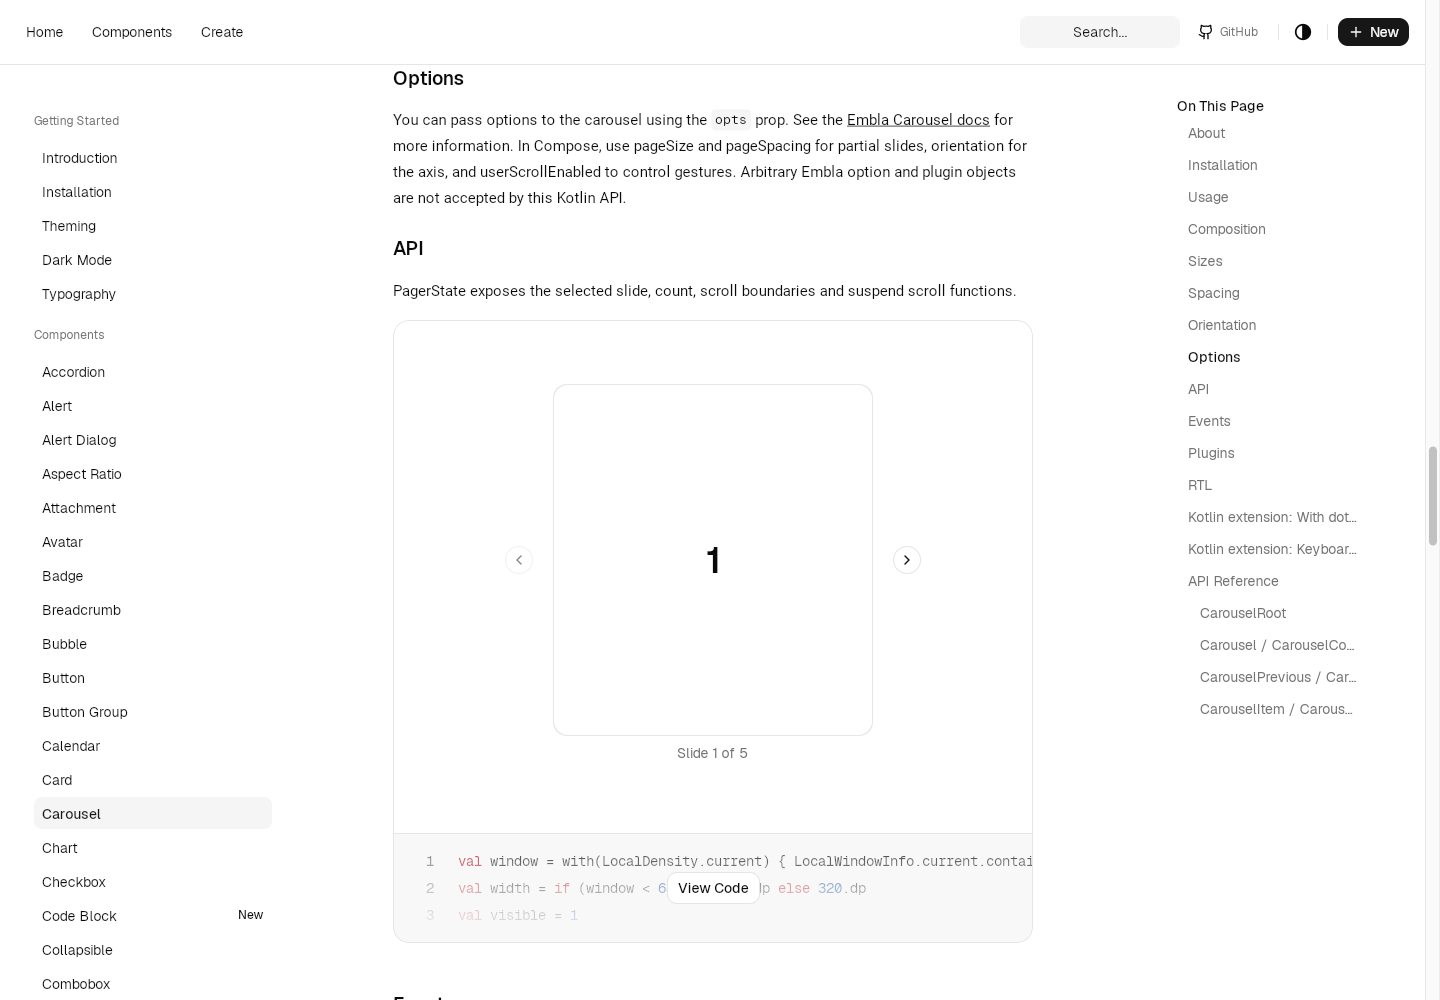 Home Components Create Search... GitHub New
Getting Started
Introduction
Installation
Theming
Dark Mode
Typography
Components
Accordion
Alert
Alert Dialog
Aspect Ratio
Attachment
Avatar
Badge
Breadcrumb
Bubble
Button
Button Group
Calendar
Card
Carousel
Chart
Checkbox
Code Block New
Collapsible
Combobox
Options
You can pass options to the carousel using the opts prop. See the Embla Carousel docs for
more information. In Compose, use pageSize and pageSpacing for partial slides, orientation for
the axis, and userScrollEnabled to control gestures. Arbitrary Embla option and plugin objects
are not accepted by this Kotlin API.
API
PagerState exposes the selected slide, count, scroll boundaries and suspend scroll functions.
1
Slide 1 of 5
1 val window = with(LocalDensity.current) { LocalWindowInfo.current.contai
2 val width = if (window < 6 View Code dp else 320.dp
3 val visible = 1
On This Page
About
Installation
Usage
Composition
Sizes
Spacing
Orientation
Options
API
Events
Plugins
RTL
Kotlin extension: With dot...
Kotlin extension: Keyboar...
API Reference
CarouselRoot
Carousel / CarouselCo...
CarouselPrevious / Car...
CarouselItem / Carous...